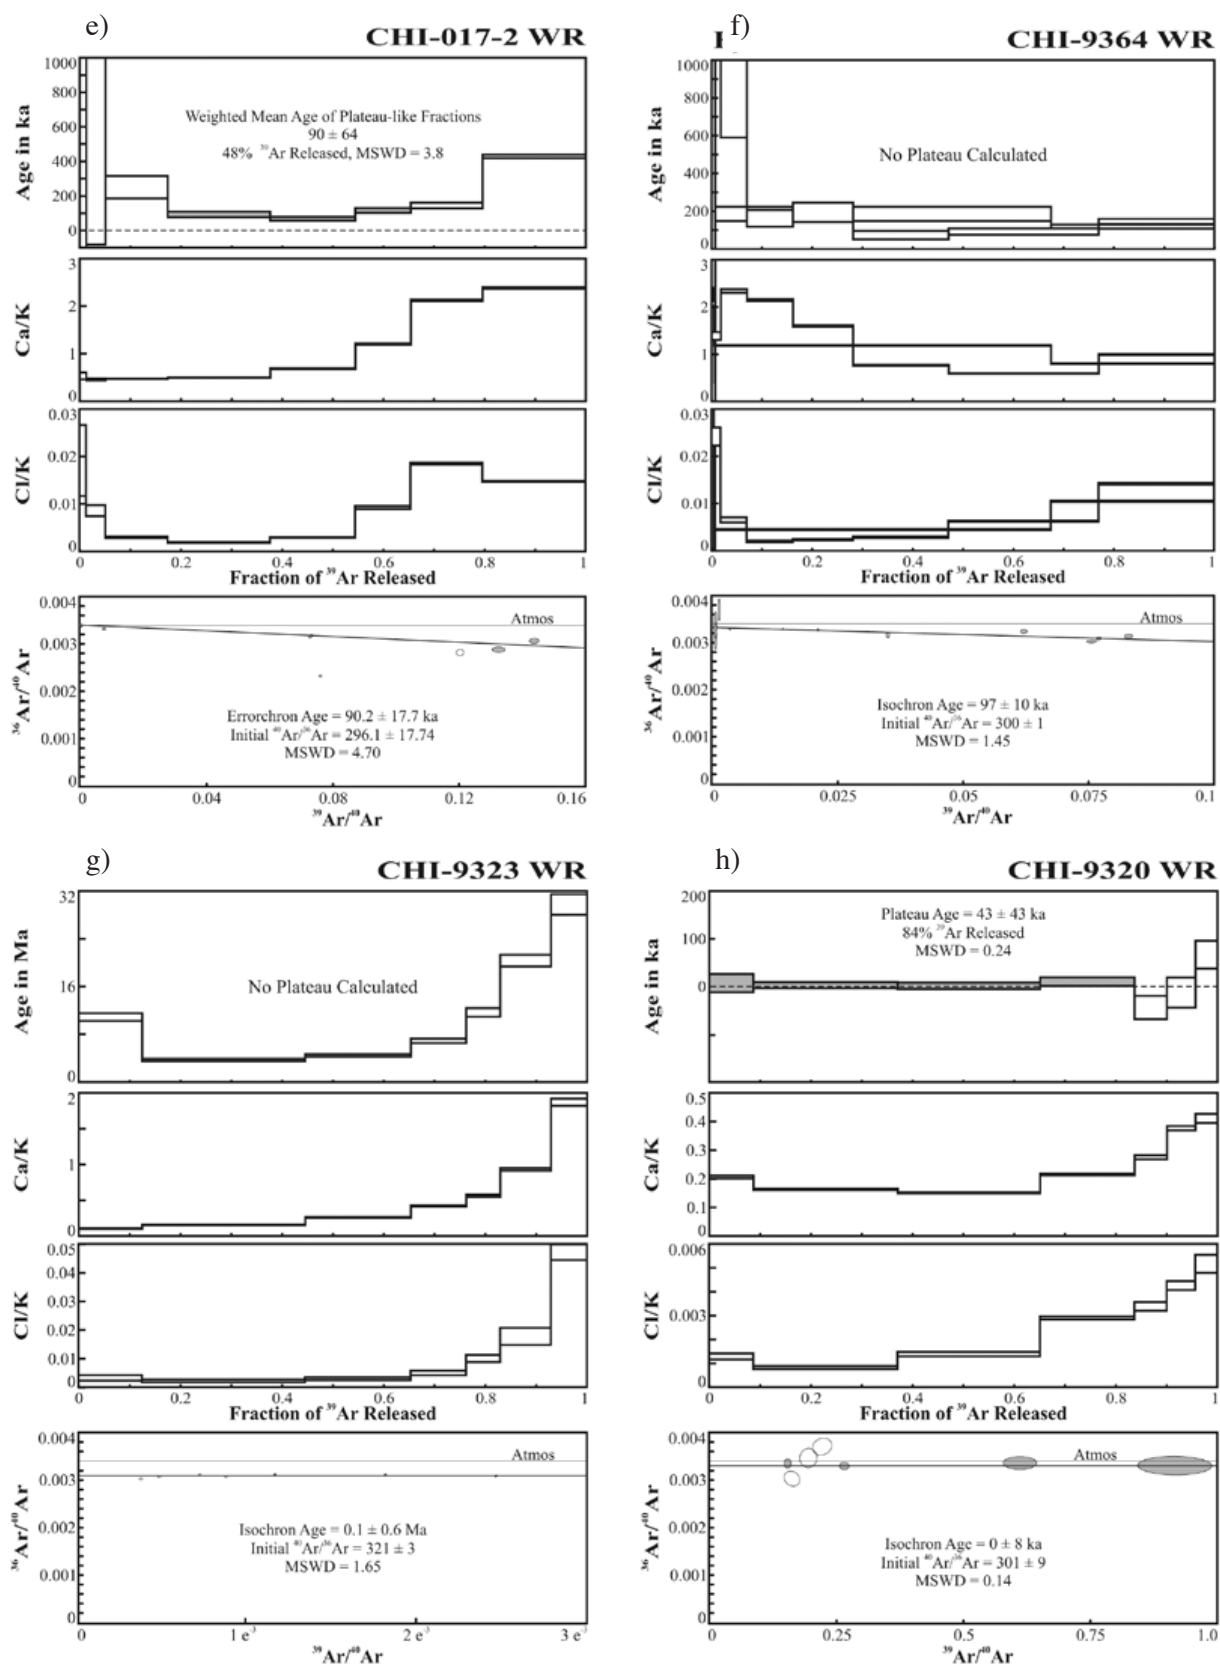 e)
CHI-017-2 WR
Age in ka
1000
800
600
400
200
0
Weighted Mean Age of Plateau-like Fractions
90 ± 64
48% ³⁹Ar Released, MSWD = 3.8
Ca/K
3
2
1
0
Cl/K
0.03
0.02
0.01
0
0 0.2 0.4 0.6 0.8 1
Fraction of ³⁹Ar Released
³⁶Ar/⁴⁰Ar
0.004
0.003
0.002
0.001
0
Atmos
Errorchron Age = 90.2 ± 17.7 ka
Initial ⁴⁰Ar/³⁶Ar = 296.1 ± 17.74
MSWD = 4.70
0 0.04 0.08 0.12 0.16
³⁹Ar/⁴⁰Ar
f)
CHI-9364 WR
Age in ka
1000
800
600
400
200
0
No Plateau Calculated
Ca/K
3
2
1
0
Cl/K
0.03
0.02
0.01
0
0 0.2 0.4 0.6 0.8 1
Fraction of ³⁹Ar Released
³⁶Ar/⁴⁰Ar
0.004
0.003
0.002
0.001
0
Atmos
Isochron Age = 97 ± 10 ka
Initial ⁴⁰Ar/³⁶Ar = 300 ± 1
MSWD = 1.45
0 0.025 0.05 0.075 0.1
³⁹Ar/⁴⁰Ar
g)
CHI-9323 WR
Age in Ma
32
16
0
No Plateau Calculated
Ca/K
2
1
0
Cl/K
0.05
0.04
0.03
0.02
0.01
0
0 0.2 0.4 0.6 0.8 1
Fraction of ³⁹Ar Released
³⁶Ar/⁴⁰Ar
0.004
0.003
0.002
0.001
0
Atmos
Isochron Age = 0.1 ± 0.6 Ma
Initial ⁴⁰Ar/³⁶Ar = 321 ± 3
MSWD = 1.65
0 1 e³ 2 e³ 3 e³
³⁹Ar/⁴⁰Ar
h)
CHI-9320 WR
Age in ka
200
100
0
Plateau Age = 43 ± 43 ka
84% ³⁹Ar Released
MSWD = 0.24
Ca/K
0.5
0.4
0.3
0.2
0.1
0
Cl/K
0.006
0.003
0
0 0.2 0.4 0.6 0.8 1
Fraction of ³⁹Ar Released
³⁶Ar/⁴⁰Ar
0.004
0.003
0.002
0.001
0
Atmos
Isochron Age = 0 ± 8 ka
Initial ⁴⁰Ar/³⁶Ar = 301 ± 9
MSWD = 0.14
0 0.25 0.5 0.75 1.0
³⁹Ar/⁴⁰Ar